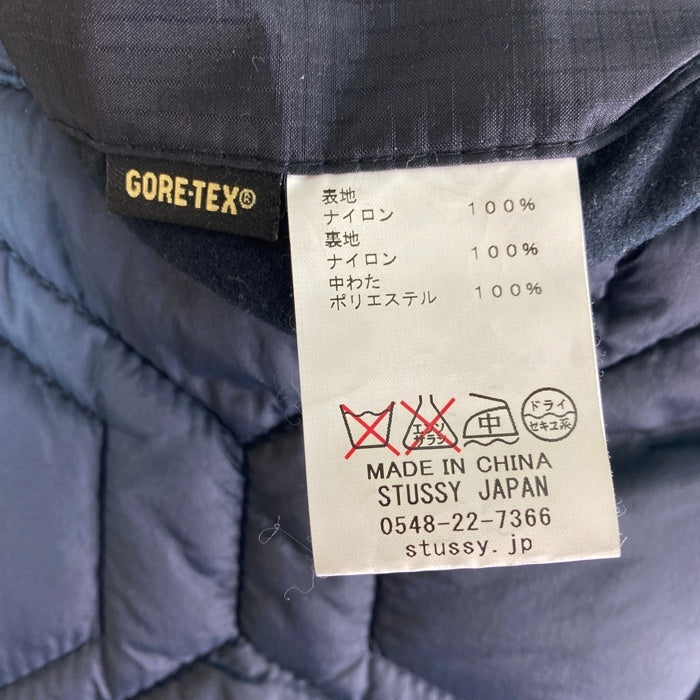 GORE-TEX®
表地
ナイロン 100%
裏地
ナイロン 100%
中わた
ポリエステル 100%
エンソ
サラシ
中
ドライ
セキユ系
MADE IN CHINA
STUSSY JAPAN
0548-22-7366
stussy.jp